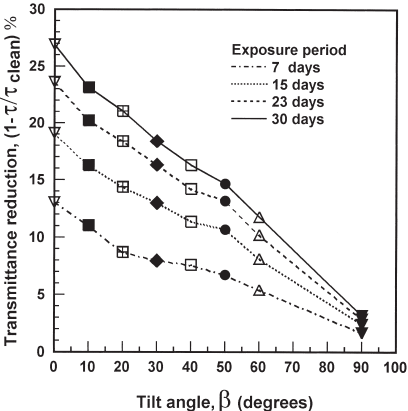 30
25
20
15
10
5
0
Transmittance reduction, (1-τ/τ clean) %
Exposure period
7 days
15 days
23 days
30 days
0 10 20 30 40 50 60 70 80 90 100
Tilt angle, β (degrees)